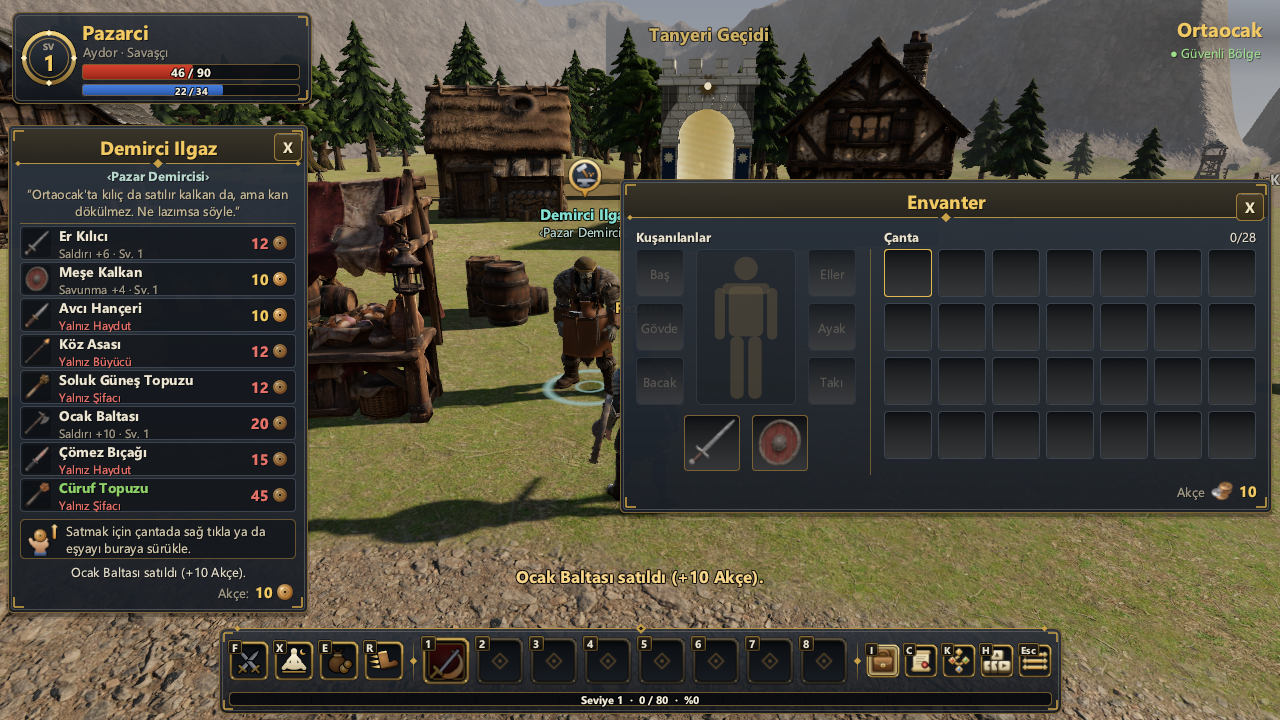 Pazarci
SV
1
Aydor · Savaşçı
46 / 90
22 / 34
Tanyeri Geçidi
Ortaocak
Güvenli Bölge
Demirci Ilgaz
X
‹Pazar Demircisi›
"Ortaocak'ta kılıç da satılır kalkan da, ama kan
dökülmez. Ne lazımsa söyle."
Er Kılıcı
12
Saldırı +6 · Sv. 1
Meşe Kalkan
10
Savunma +4 · Sv. 1
Avcı Hançeri
10
Yalnız Haydut
Köz Asası
12
Yalnız Büyücü
Soluk Güneş Topuzu
12
Yalnız Şifacı
Ocak Baltası
20
Saldırı +10 · Sv. 1
Çömez Bıçağı
15
Yalnız Haydut
Cüruf Topuzu
45
Yalnız Şifacı
Satmak için çantada sağ tıkla ya da
eşyayı buraya sürükle.
Ocak Baltası satıldı (+10 Akçe).
Akçe: 10
Demirci Ilga
‹Pazar Demirci
Envanter
X
Kuşanılanlar
Çanta
0/28
Baş
Eller
Gövde
Ayak
Bacak
Takı
Akçe 10
Ocak Baltası satıldı (+10 Akçe).
F X E R 1 2 3 4 5 6 7 8 I C K H Esc
Seviye 1 · 0 / 80 · %0